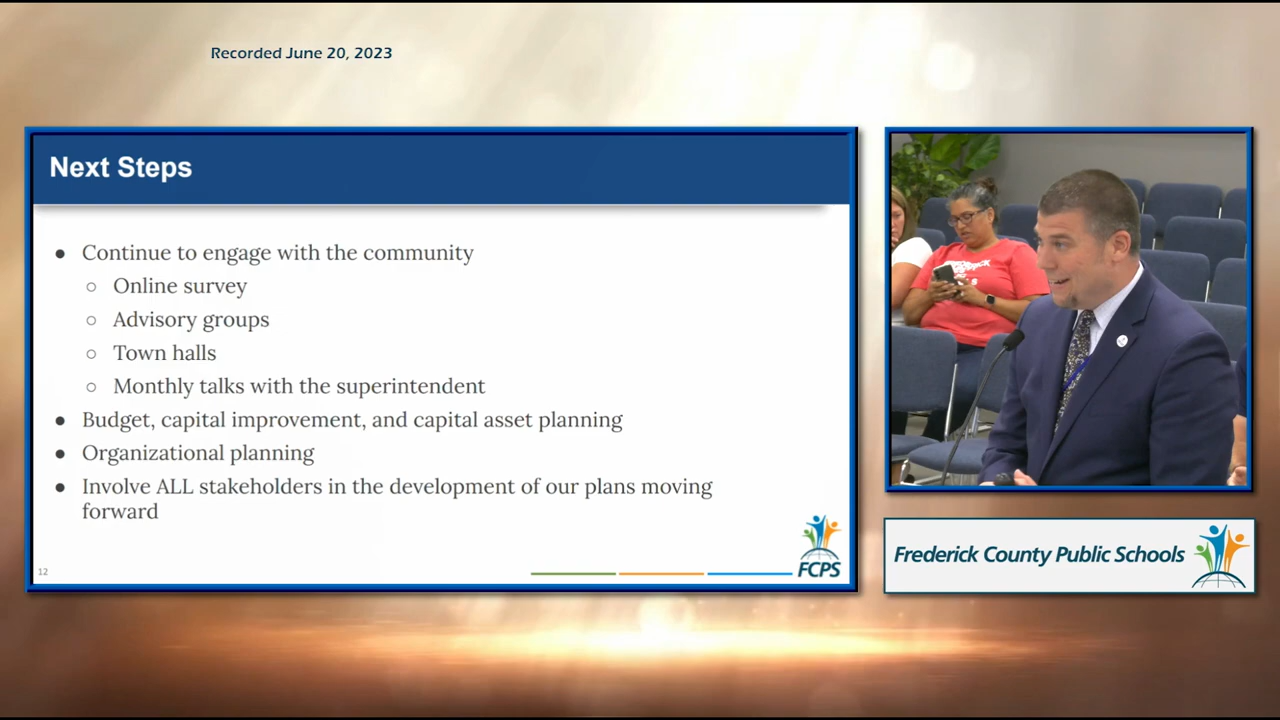 Recorded June 20, 2023
Next Steps
● Continue to engage with the community
○ Online survey
○ Advisory groups
○ Town halls
○ Monthly talks with the superintendent
● Budget, capital improvement, and capital asset planning
● Organizational planning
● Involve ALL stakeholders in the development of our plans moving
forward
12
FCPS
Frederick County Public Schools